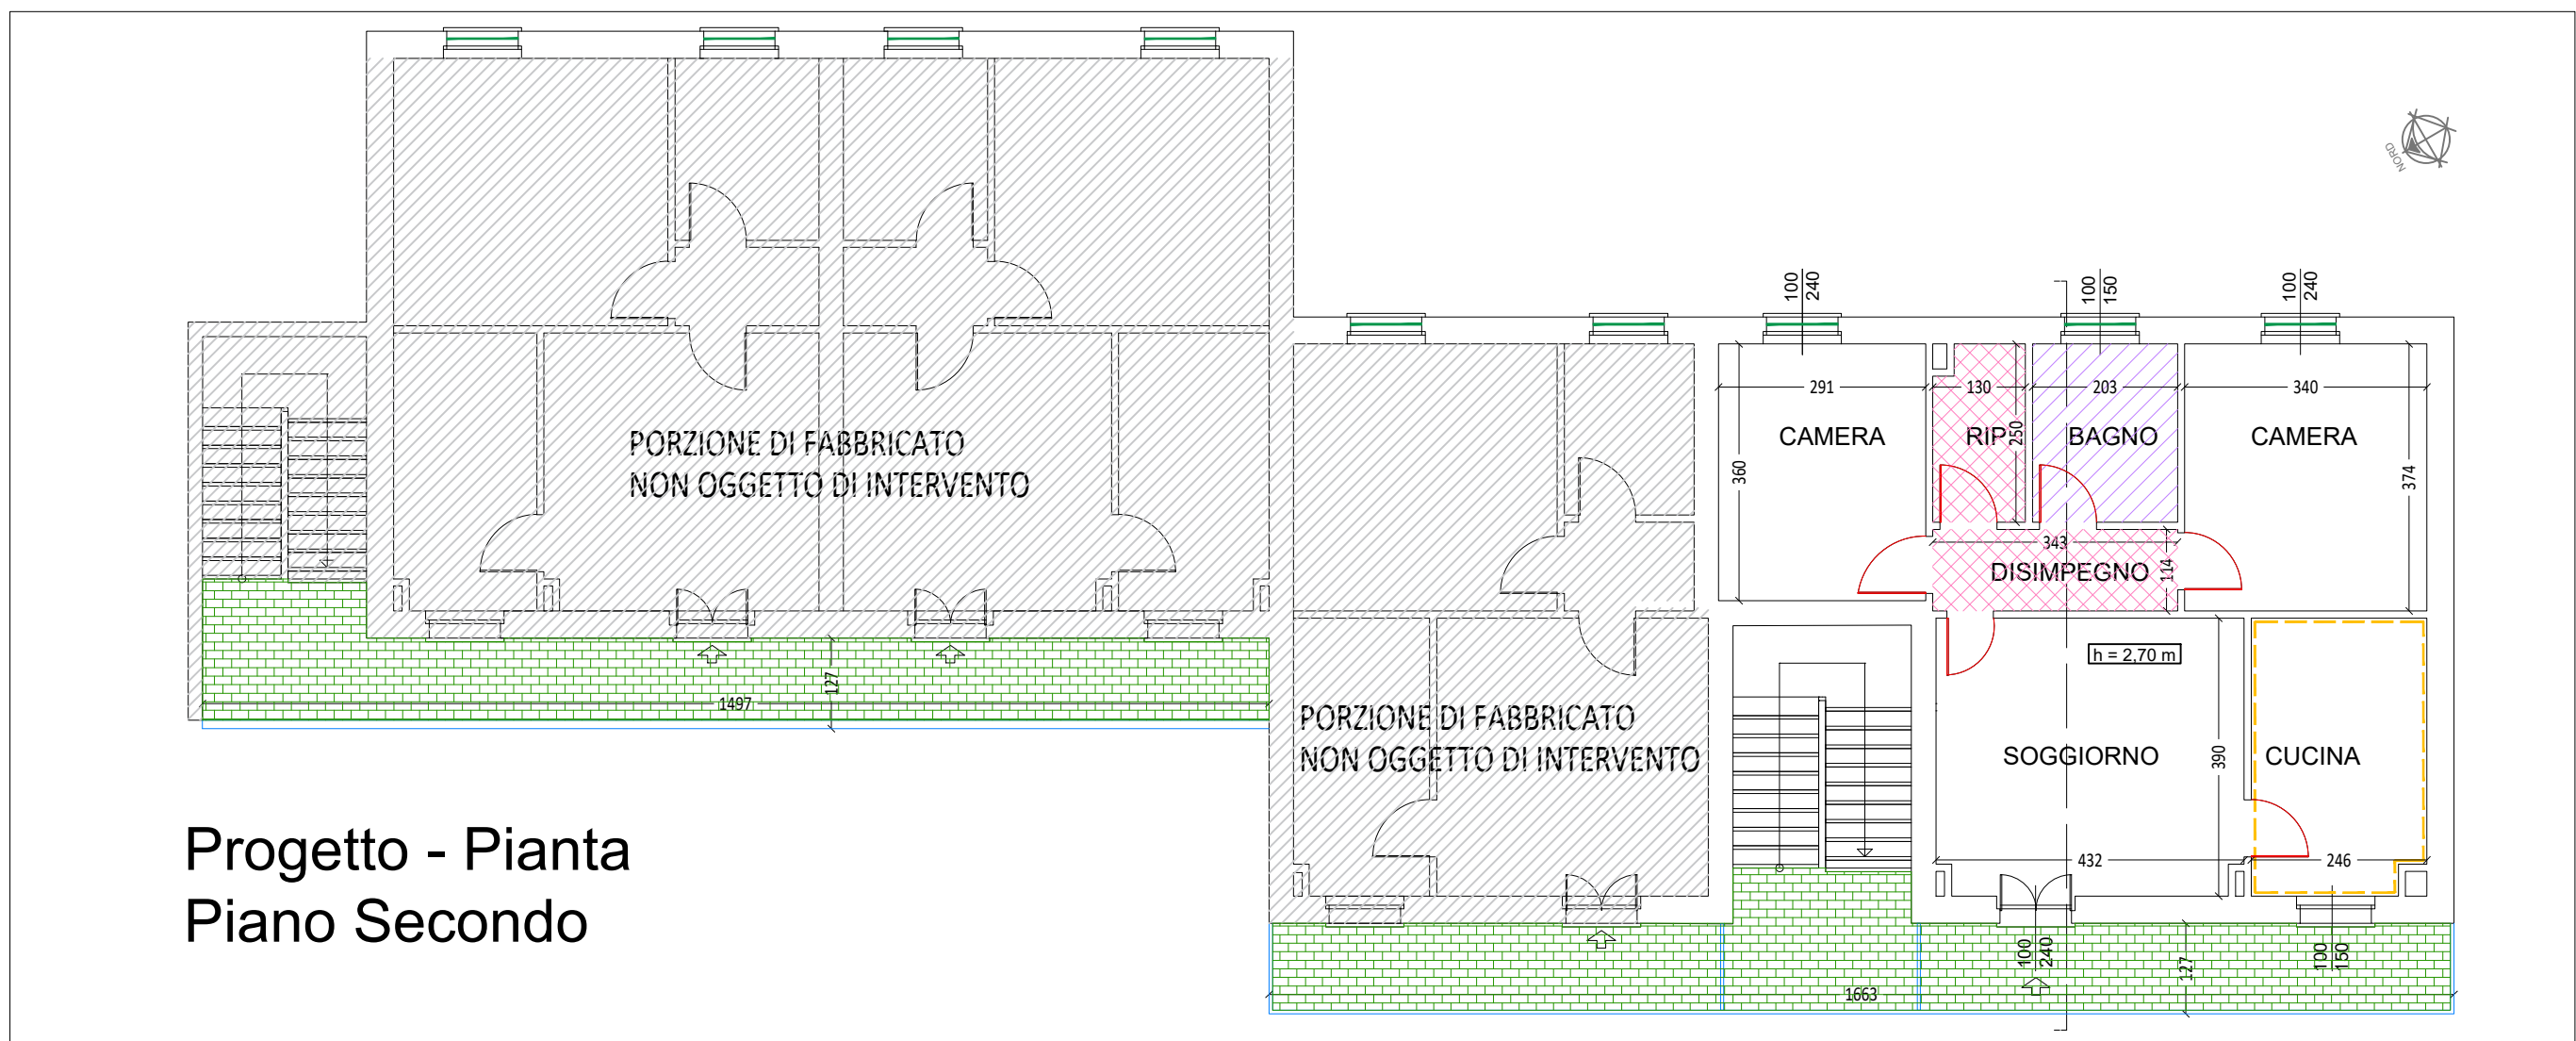 NORD
100
240
100
150
100
240
291
130
203
340
CAMERA
RIP.
250
BAGNO
CAMERA
360
374
PORZIONE DI FABBRICATO
NON OGGETTO DI INTERVENTO
343
DISIMPEGNO
114
h = 2,70 m
127
1497
PORZIONE DI FABBRICATO
NON OGGETTO DI INTERVENTO
SOGGIORNO
390
CUCINA
432
246
Progetto - Pianta
Piano Secondo
100
240
127
100
150
1663